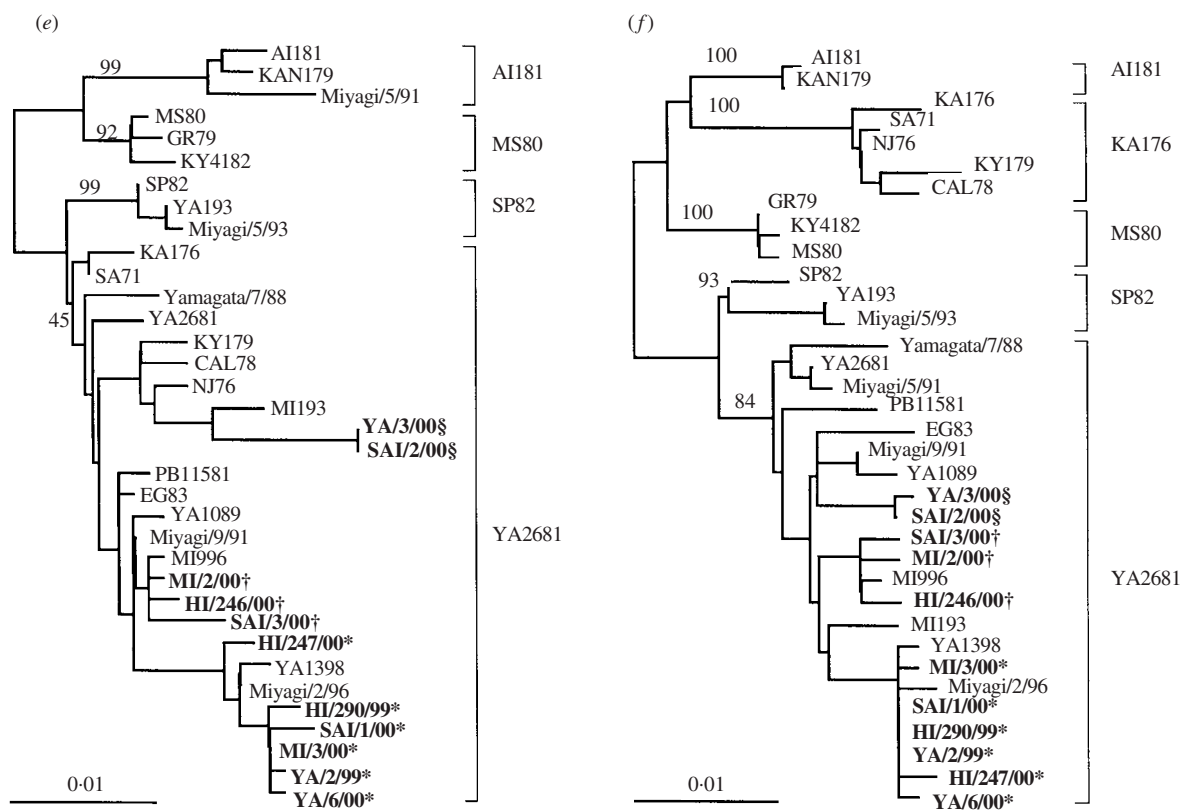 (e)
99
AI181
KAN179
Miyagi/5/91
AI181
92
MS80
GR79
KY4182
MS80
99
SP82
YA193
Miyagi/5/93
SP82
KA176
SA71
45
Yamagata/7/88
YA2681
KY179
CAL78
NJ76
MI193
YA/3/00§
SAI/2/00§
PB11581
EG83
YA1089
Miyagi/9/91
MI996
MI/2/00†
HI/246/00†
SAI/3/00†
HI/247/00*
YA1398
Miyagi/2/96
HI/290/99*
SAI/1/00*
MI/3/00*
YA/2/99*
YA/6/00*
YA2681
0·01
(f)
100
AI181
KAN179
AI181
100
KA176
SA71
NJ76
KY179
CAL78
KA176
100
GR79
KY4182
MS80
MS80
93
SP82
YA193
Miyagi/5/93
SP82
84
Yamagata/7/88
YA2681
Miyagi/5/91
PB11581
EG83
Miyagi/9/91
YA1089
YA/3/00§
SAI/2/00§
SAI/3/00†
MI/2/00†
MI996
HI/246/00†
MI193
YA1398
MI/3/00*
Miyagi/2/96
SAI/1/00*
HI/290/99*
YA/2/99*
HI/247/00*
YA/6/00*
YA2681
0·01